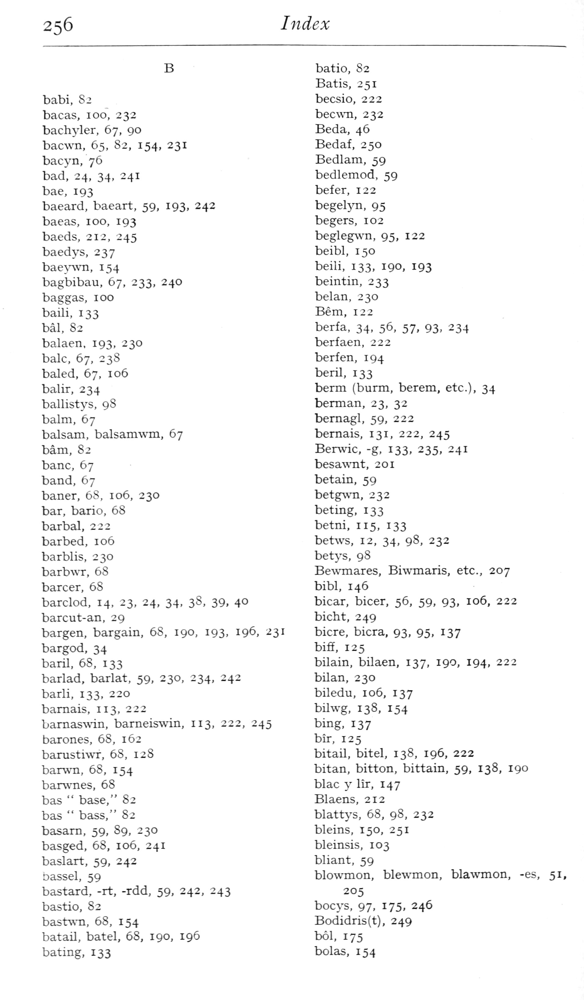 256
Index
B
babi, 82
bacas, 100, 232
bachyler, 67, 90
bacwn, 65, 82, 154, 231
bacyn, 76
bad, 24, 34, 241
bae, 193
baeard, baeart, 59, 193, 242
baeas, 100, 193
baeds, 212, 245
baedys, 237
baeywn, 154
bagbibau, 67, 233, 240
baggas, 100
baili, 133
bâl, 82
balaen, 193, 230
balc, 67, 238
baled, 67, 106
balir, 234
ballistys, 98
balm, 67
balsam, balsamwm, 67
bâm, 82
banc, 67
band, 67
baner, 68, 106, 230
bar, bario, 68
barbal, 222
barbed, 106
barblis, 230
barbwr, 68
barcer, 68
barclod, 14, 23, 24, 34, 38, 39, 40
barcut-an, 29
bargen, bargain, 68, 190, 193, 196, 231
bargod, 34
baril, 68, 133
barlad, barlat, 59, 230, 234, 242
barli, 133, 220
barnais, 113, 222
barnaswin, barneiswin, 113, 222, 245
barones, 68, 162
barustiwr, 68, 128
barwn, 68, 154
barwnes, 68
bas “ base,” 82
bas “ bass,” 82
basarn, 59, 89, 230
basged, 68, 106, 241
baslart, 59, 242
bassel, 59
bastard, -rt, -rdd, 59, 242, 243
bastio, 82
bastwn, 68, 154
batail, batel, 68, 190, 196
bating, 133
batio, 82
Batis, 251
becsio, 222
becwn, 232
Beda, 46
Bedaf, 250
Bedlam, 59
bedlemod, 59
befer, 122
begelyn, 95
begers, 102
beglegwn, 95, 122
beibl, 150
beili, 133, 190, 193
beintin, 233
belan, 230
Bêm, 122
berfa, 34, 56, 57, 93, 234
berfaen, 222
berfen, 194
beril, 133
berm (burm, berem, etc.), 34
berman, 23, 32
bernagl, 59, 222
bernais, 131, 222, 245
Berwic, -g, 133, 235, 241
besawnt, 201
betain, 59
betgwn, 232
beting, 133
betni, 115, 133
betws, 12, 34, 98, 232
betys, 98
Bewmares, Biwmaris, etc., 207
bibl, 146
bicar, bicer, 56, 59, 93, 106, 222
bicht, 249
bicre, bicra, 93, 95, 137
biff, 125
bilain, bilaen, 137, 190, 194, 222
bilan, 230
biledu, 106, 137
bilwg, 138, 154
bing, 137
bîr, 125
bitail, bitel, 138, 196, 222
bitan, bitton, bittain, 59, 138, 190
blac y lîr, 147
Blaens, 212
blattys, 68, 98, 232
bleins, 150, 251
bleinsis, 103
bliant, 59
blowmon, blewmon, blawmon, -es, 51,
205
bocys, 97, 175, 246
Bodidris(t), 249
bôl, 175
bolas, 154